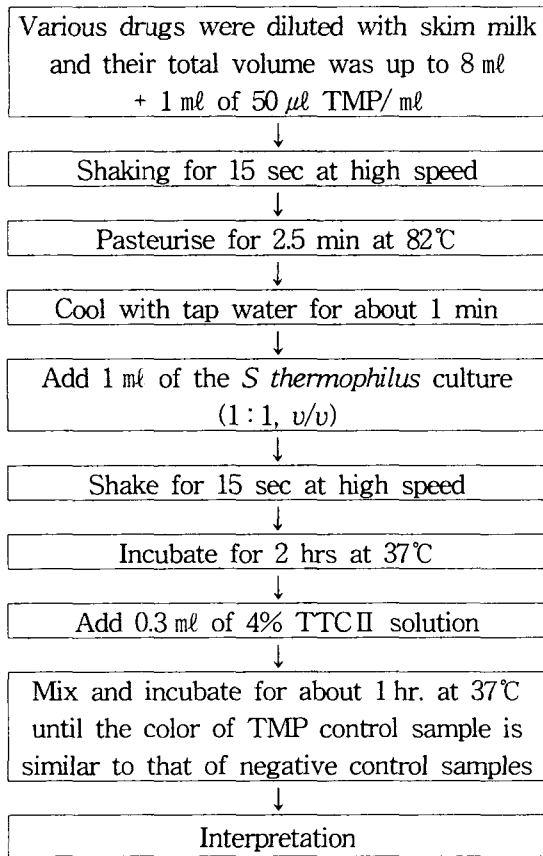 Various drugs were diluted with skim milk
and their total volume was up to 8 ㎖
+ 1 ㎖ of 50 ㎕ TMP/㎖
↓
Shaking for 15 sec at high speed
↓
Pasteurise for 2.5 min at 82℃
↓
Cool with tap water for about 1 min
↓
Add 1 ㎖ of the S thermophilus culture
(1 : 1, υ/υ)
↓
Shake for 15 sec at high speed
↓
Incubate for 2 hrs at 37℃
↓
Add 0.3 ㎖ of 4% TTCⅡ solution
↓
Mix and incubate for about 1 hr. at 37℃
until the color of TMP control sample is
similar to that of negative control samples
↓
Interpretation